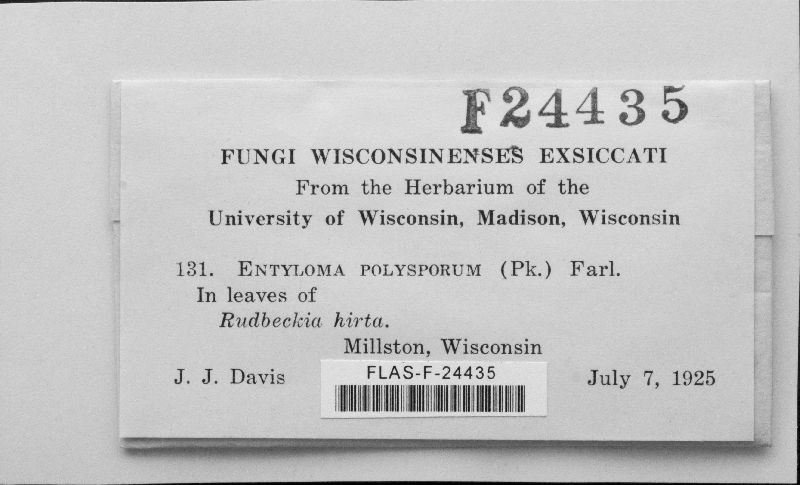 F24435
FUNGI WISCONSINENSES EXSICCATI
From the Herbarium of the
University of Wisconsin, Madison, Wisconsin
131. ENTYLOMA POLYSPORUM (Pk.) Farl.
In leaves of
Rudbeckia hirta.
Millston, Wisconsin
J. J. Davis
FLAS-F-24435
July 7, 1925